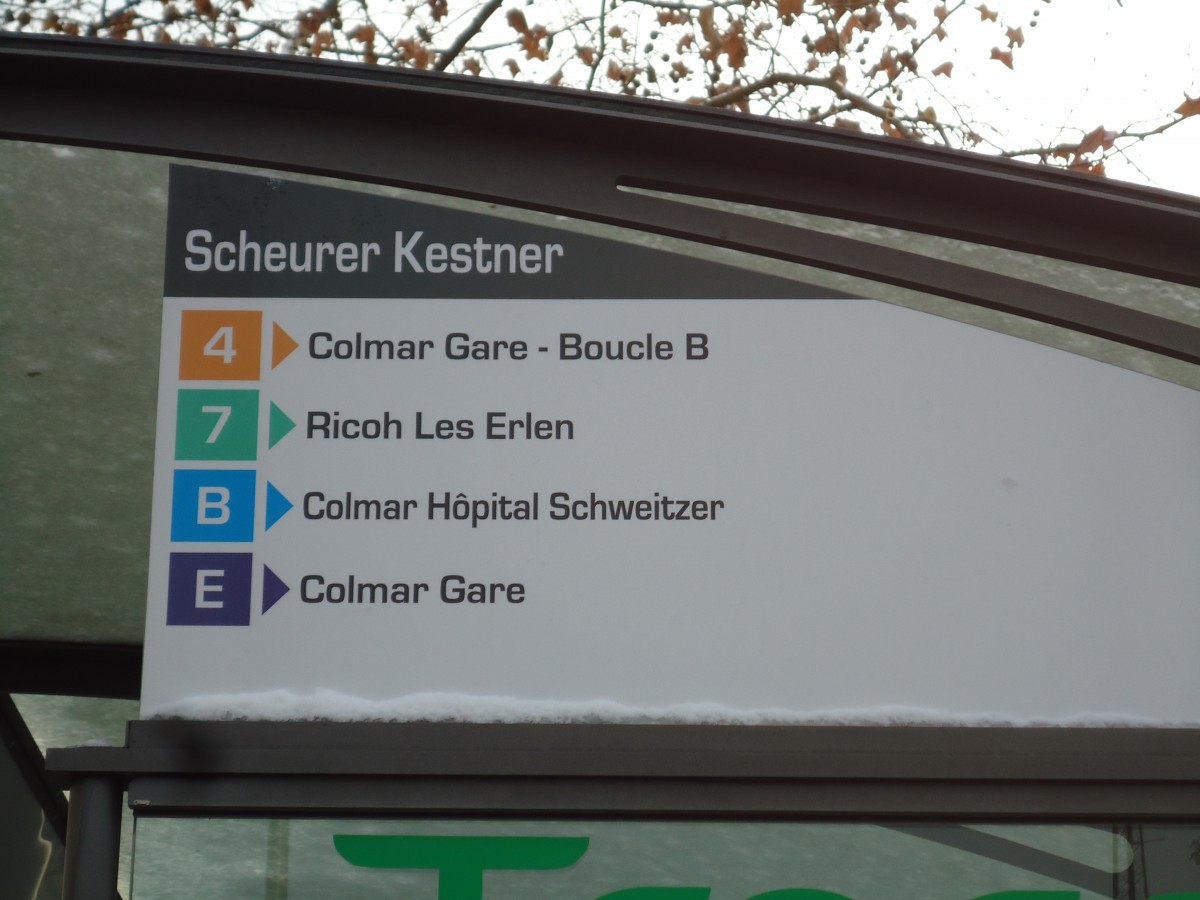 Scheurer Kestner
4 Colmar Gare - Boucle B
7 Ricoh Les Erlen
B Colmar Hôpital Schweitzer
E Colmar Gare